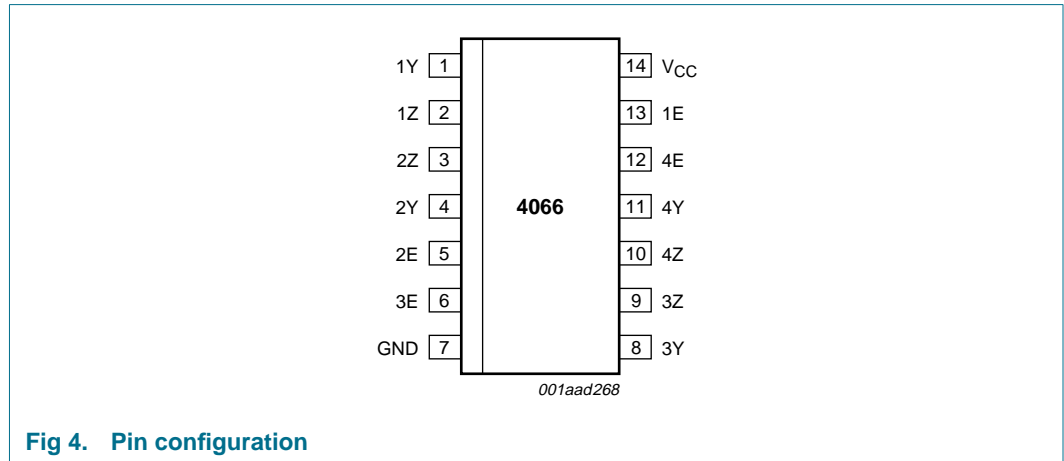 1Y 1 14 VCC
1Z 2 13 1E
2Z 3 12 4E
2Y 4 4066 11 4Y
2E 5 10 4Z
3E 6 9 3Z
GND 7 8 3Y
001aad268
Fig 4. Pin configuration